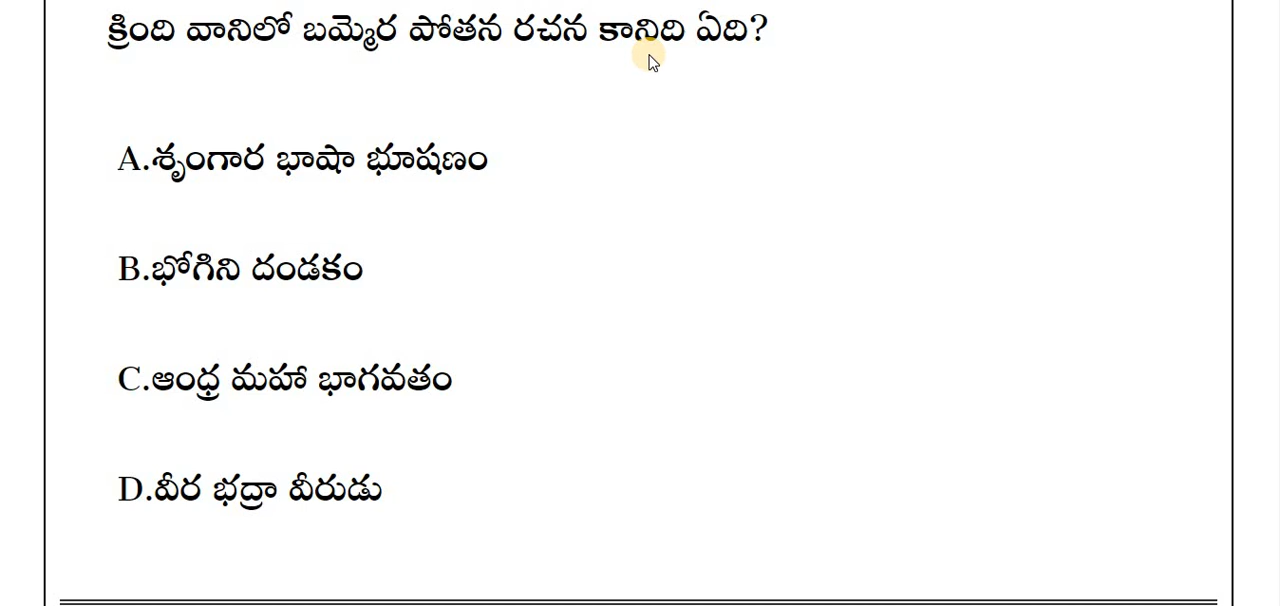 క్రింది వానిలో బమ్మెర పోతన రచన కానిది ఏది?
A.శృంగార భాషా భూషణం
B.భోగిని దండకం
C.ఆంధ్ర మహా భాగవతం
D.వీర భద్రా వీరుడు